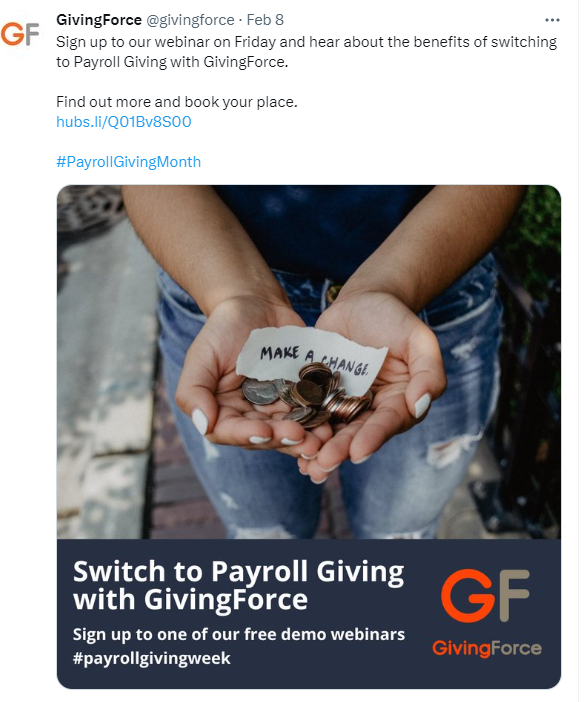 GF
GivingForce @givingforce · Feb 8
Sign up to our webinar on Friday and hear about the benefits of switching
to Payroll Giving with GivingForce.
Find out more and book your place.
hubs.li/Q01Bv8S00
#PayrollGivingMonth
MAKE A CHANGE.
Switch to Payroll Giving
with GivingForce
Sign up to one of our free demo webinars
#payrollgivingweek
GF
GivingForce